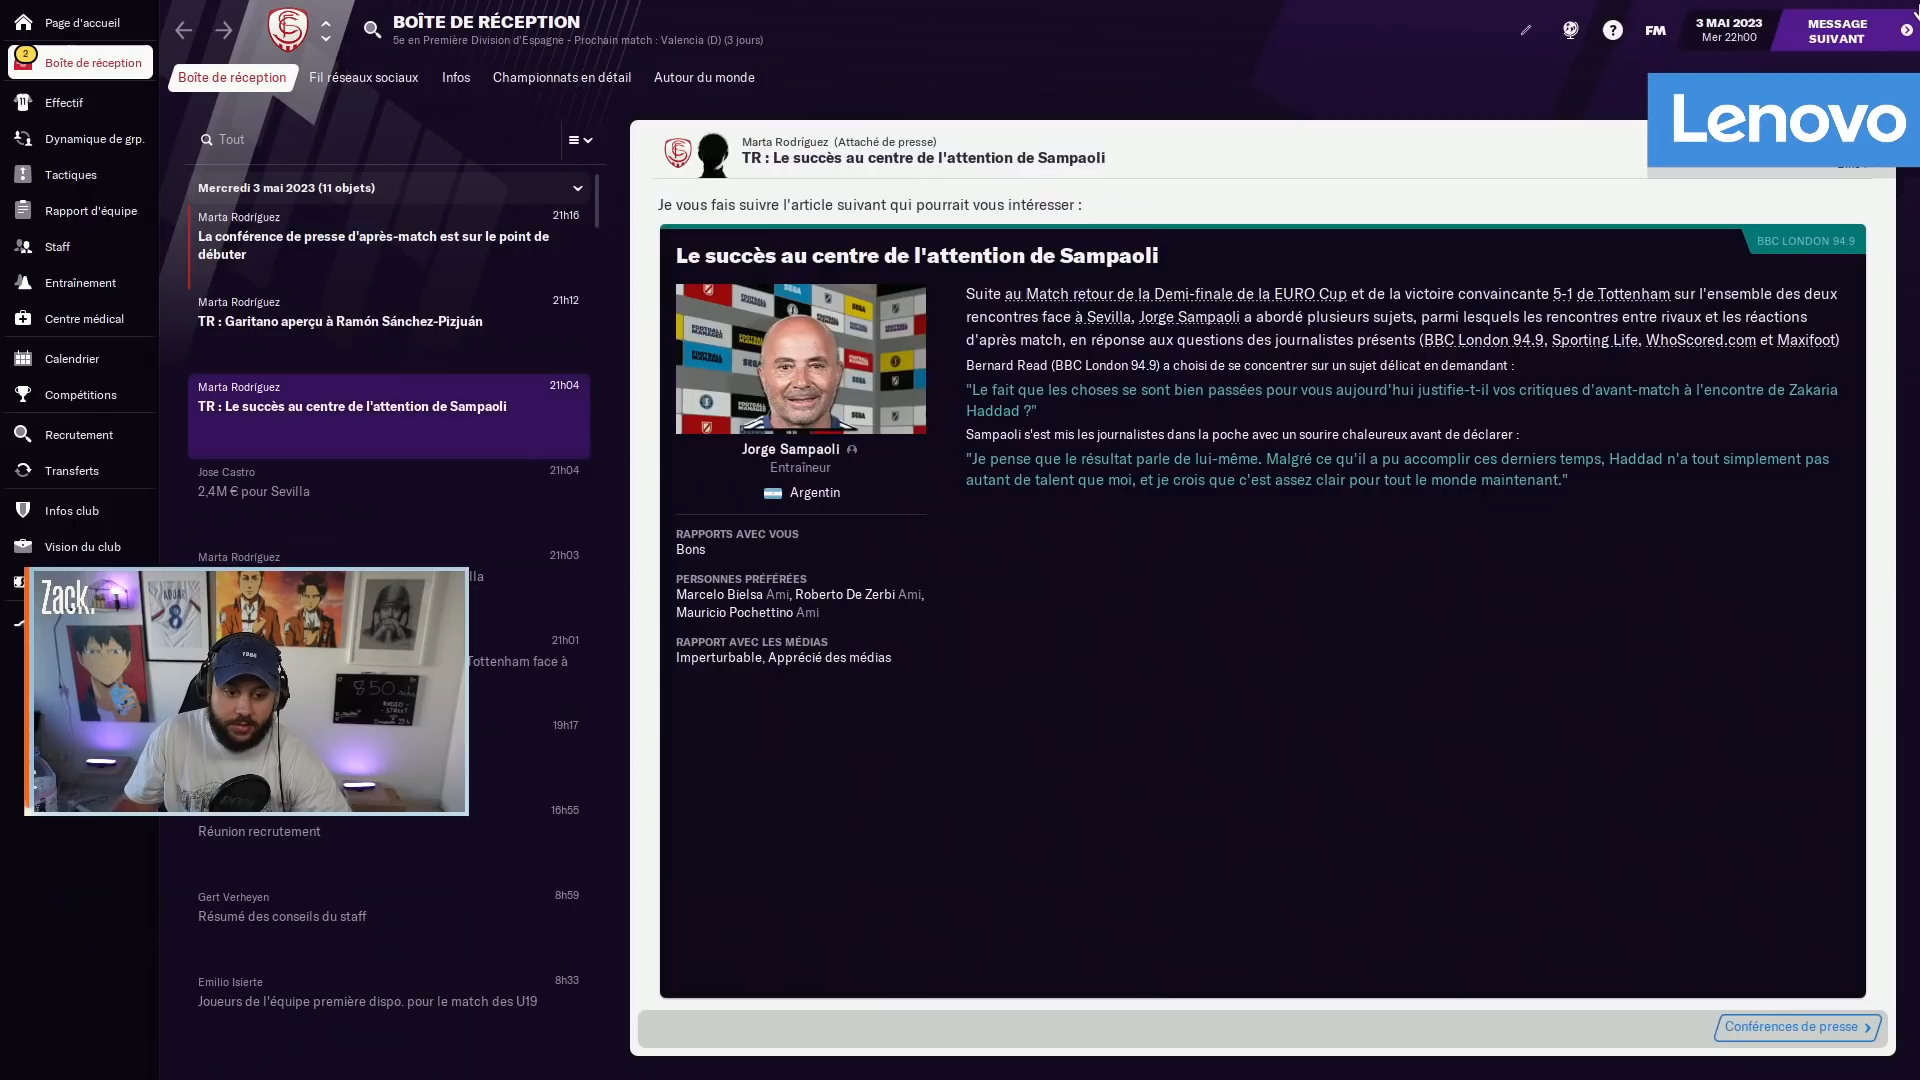 Page d'accueil
2
Boîte de réception
Effectif
Dynamique de grp.
Tactiques
Rapport d'équipe
Staff
Entraînement
Centre médical
Calendrier
Compétitions
Recrutement
Transferts
Infos club
Vision du club
BOÎTE DE RÉCEPTION
5e en Première Division d'Espagne - Prochain match : Valencia (D) (3 jours)
FM
3 MAI 2023
Mer 22h00
MESSAGE
SUIVANT
Boîte de réception
Fil réseaux sociaux
Infos
Championnats en détail
Autour du monde
Lenovo
Tout
Mercredi 3 mai 2023 (11 objets)
Marta Rodríguez 21h16
La conférence de presse d'après-match est sur le point de
débuter
Marta Rodríguez 21h12
TR : Garitano aperçu à Ramón Sánchez-Pizjuán
Marta Rodríguez 21h04
TR : Le succès au centre de l'attention de Sampaoli
Jose Castro 21h04
2,4M € pour Sevilla
Marta Rodríguez 21h03
lla
21h01
Tottenham face à
19h17
16h55
Réunion recrutement
Gert Verheyen 8h59
Résumé des conseils du staff
Emilio Isierte 8h33
Joueurs de l'équipe première dispo. pour le match des U19
Zack.
1986
850
Marta Rodríguez (Attaché de presse)
TR : Le succès au centre de l'attention de Sampaoli
Je vous fais suivre l'article suivant qui pourrait vous intéresser :
BBC LONDON 94.9
Le succès au centre de l'attention de Sampaoli
Jorge Sampaoli
Entraîneur
Argentin
RAPPORTS AVEC VOUS
Bons
PERSONNES PRÉFÉRÉES
Marcelo Bielsa Ami, Roberto De Zerbi Ami,
Mauricio Pochettino Ami
RAPPORT AVEC LES MÉDIAS
Imperturbable, Apprécié des médias
Suite au Match retour de la Demi-finale de la EURO Cup et de la victoire convaincante 5-1 de Tottenham sur l'ensemble des deux
rencontres face à Sevilla, Jorge Sampaoli a abordé plusieurs sujets, parmi lesquels les rencontres entre rivaux et les réactions
d'après match, en réponse aux questions des journalistes présents (BBC London 94.9, Sporting Life, WhoScored.com et Maxifoot)
Bernard Read (BBC London 94.9) a choisi de se concentrer sur un sujet délicat en demandant :
"Le fait que les choses se sont bien passées pour vous aujourd'hui justifie-t-il vos critiques d'avant-match à l'encontre de Zakaria
Haddad ?"
Sampaoli s'est mis les journalistes dans la poche avec un sourire chaleureux avant de déclarer :
"Je pense que le résultat parle de lui-même. Malgré ce qu'il a pu accomplir ces derniers temps, Haddad n'a tout simplement pas
autant de talent que moi, et je crois que c'est assez clair pour tout le monde maintenant."
Conférences de presse